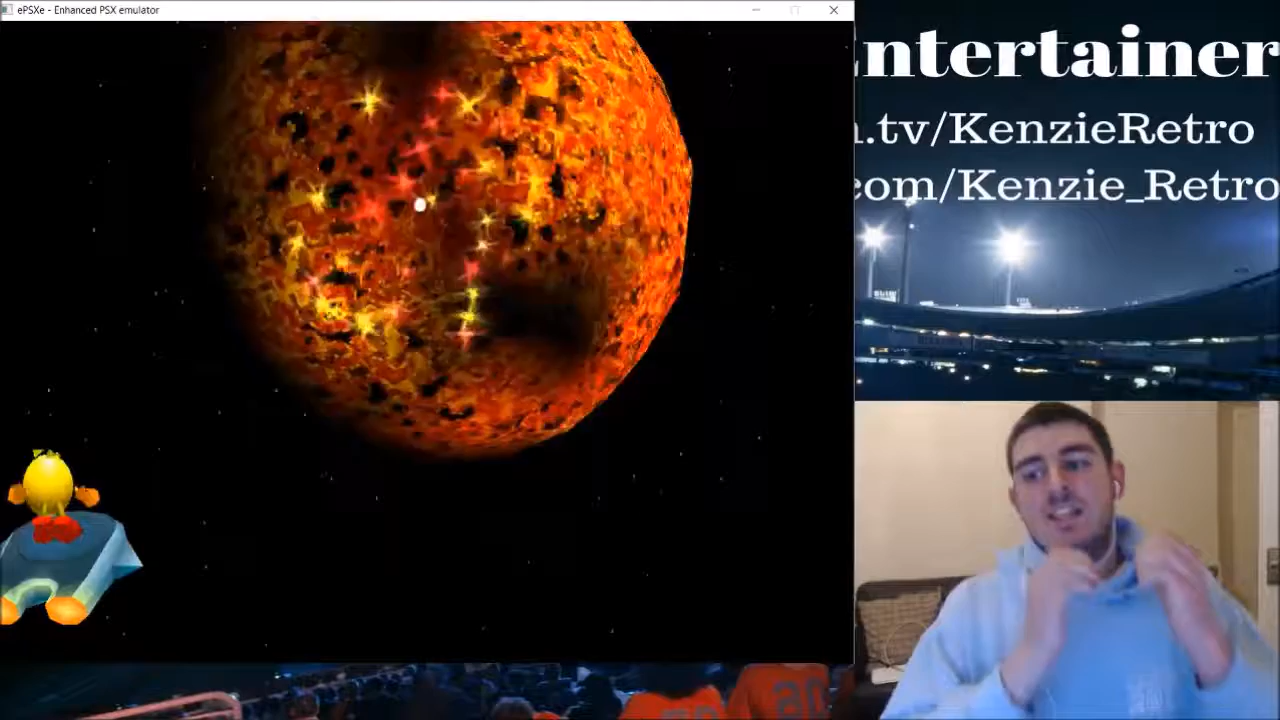 ePSXe - Enhanced PSX emulator
ntertainer
.tv/KenzieRetro
com/Kenzie_Retro